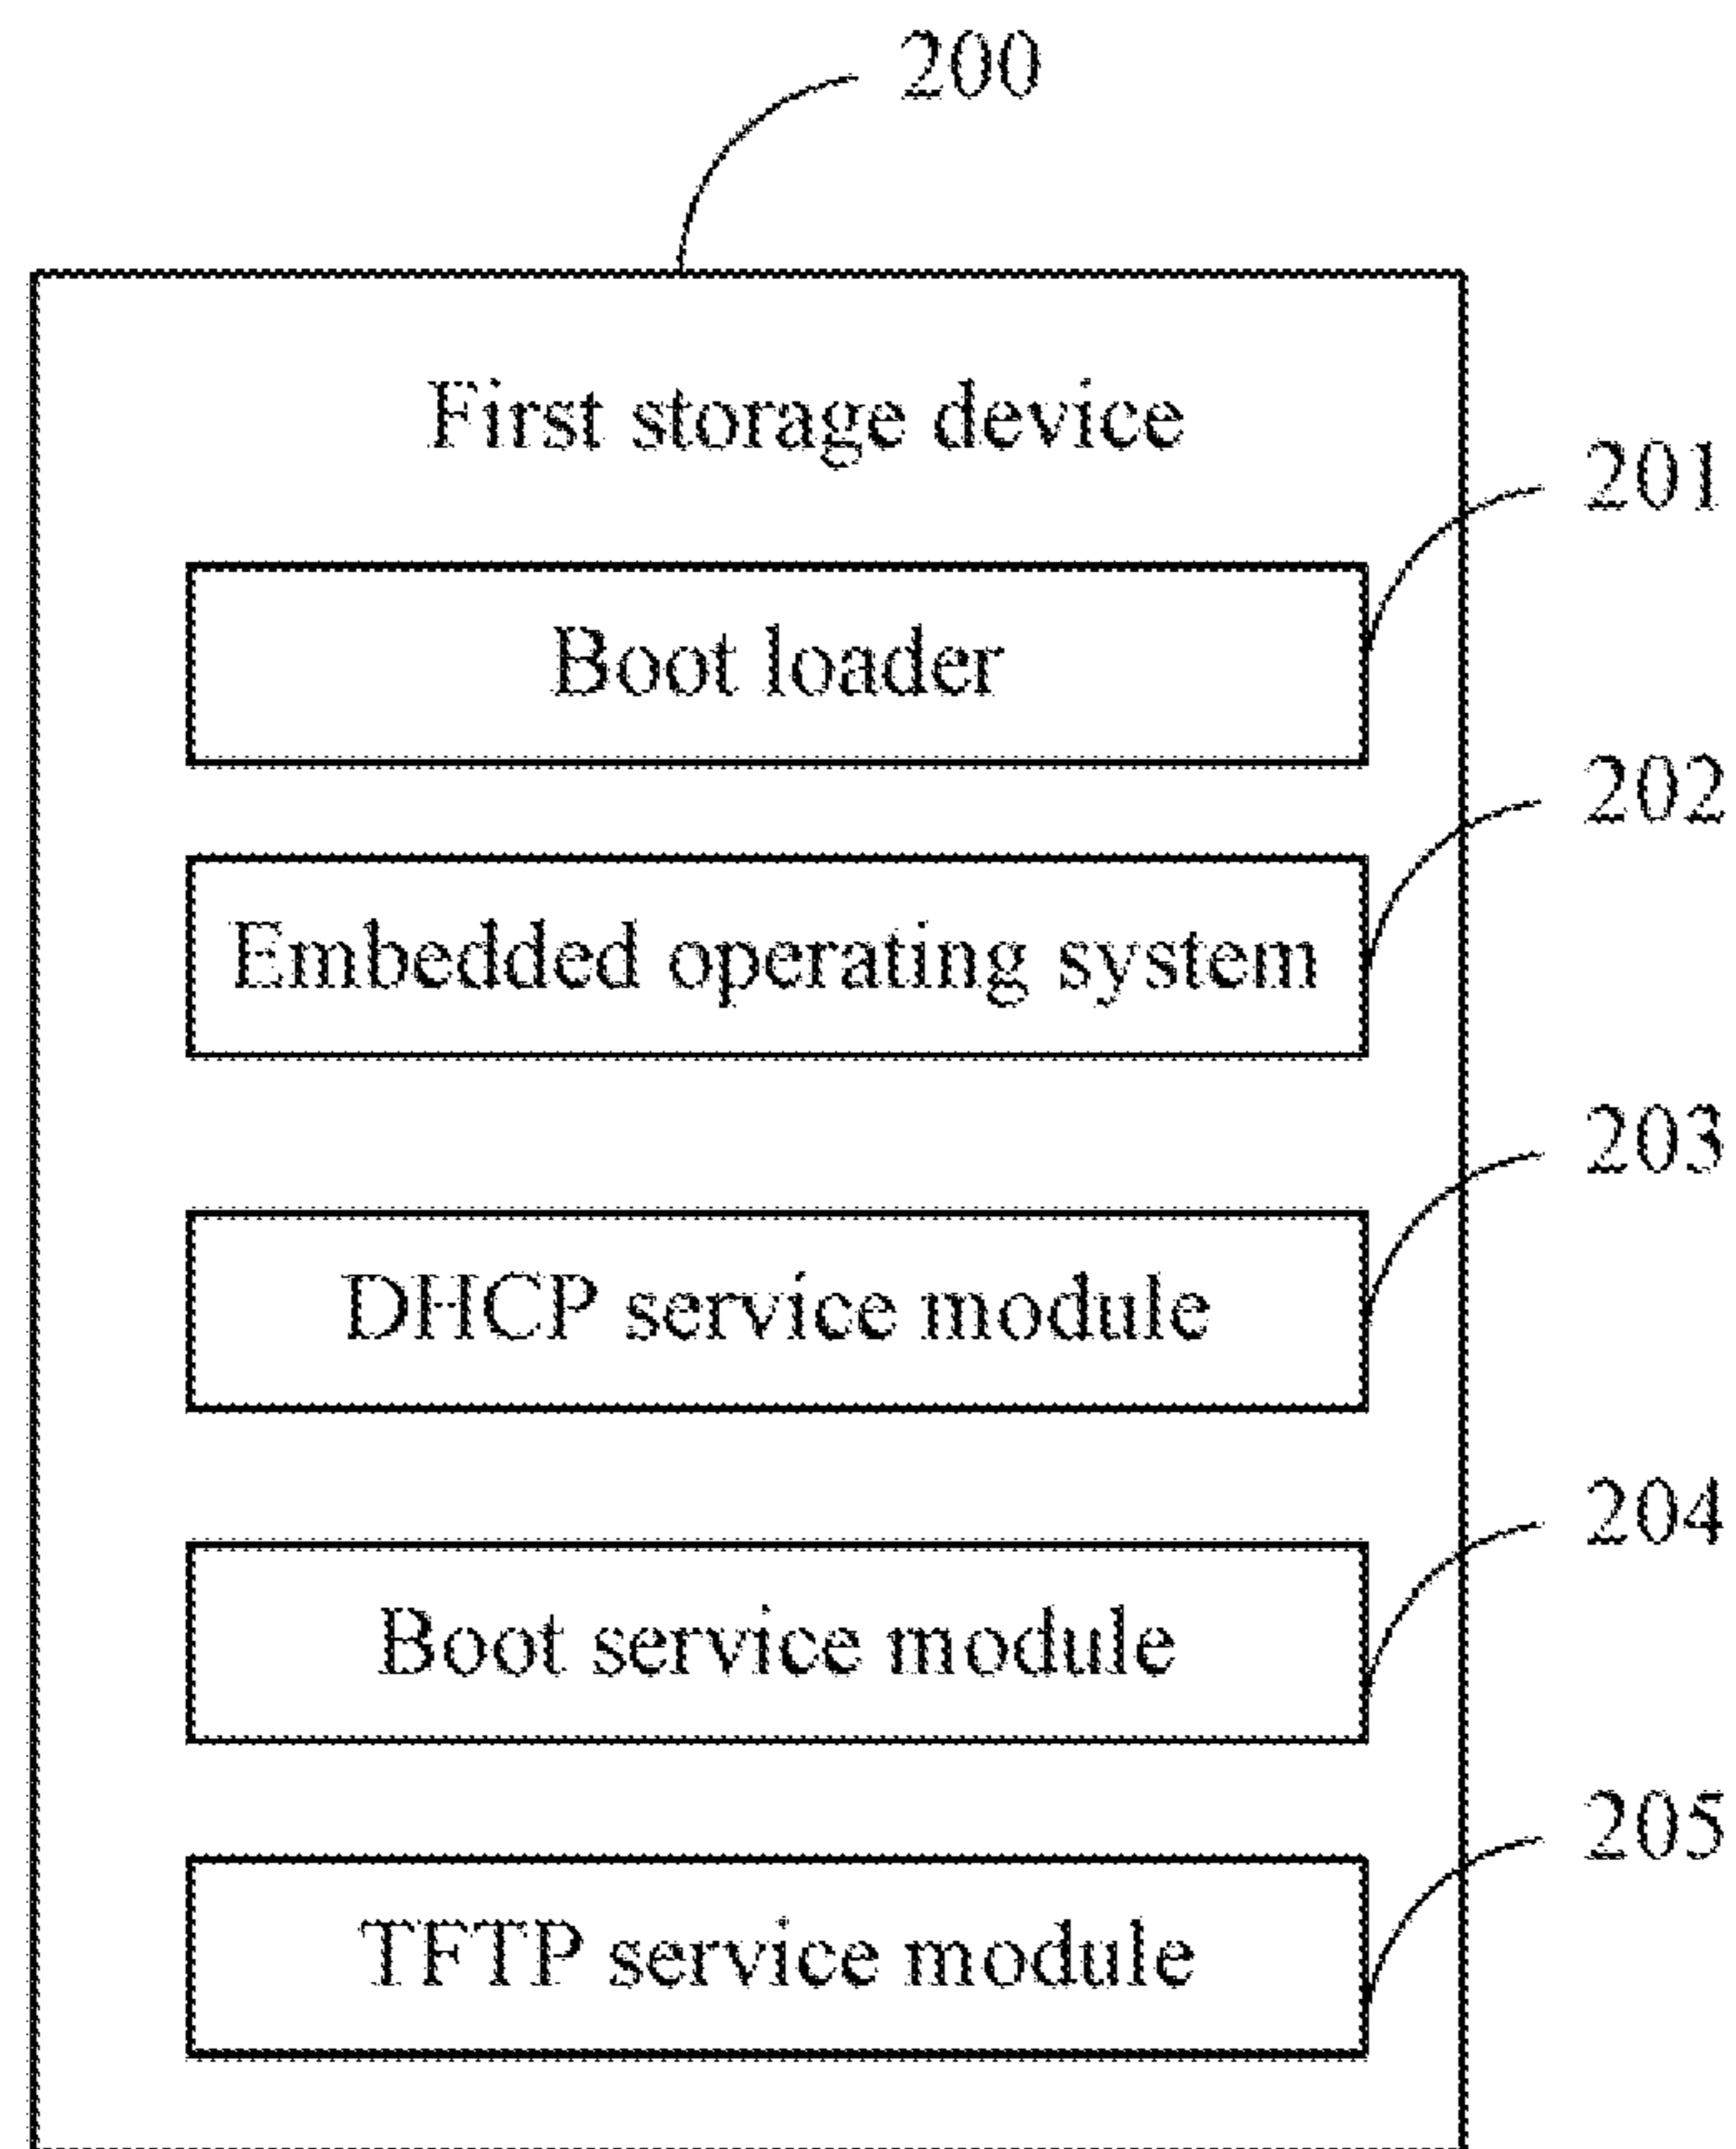 200
First storage device
201
Boot loader
202
Embedded operating system
203
DHCP service module
204
Boot service module
205
TFTP service module